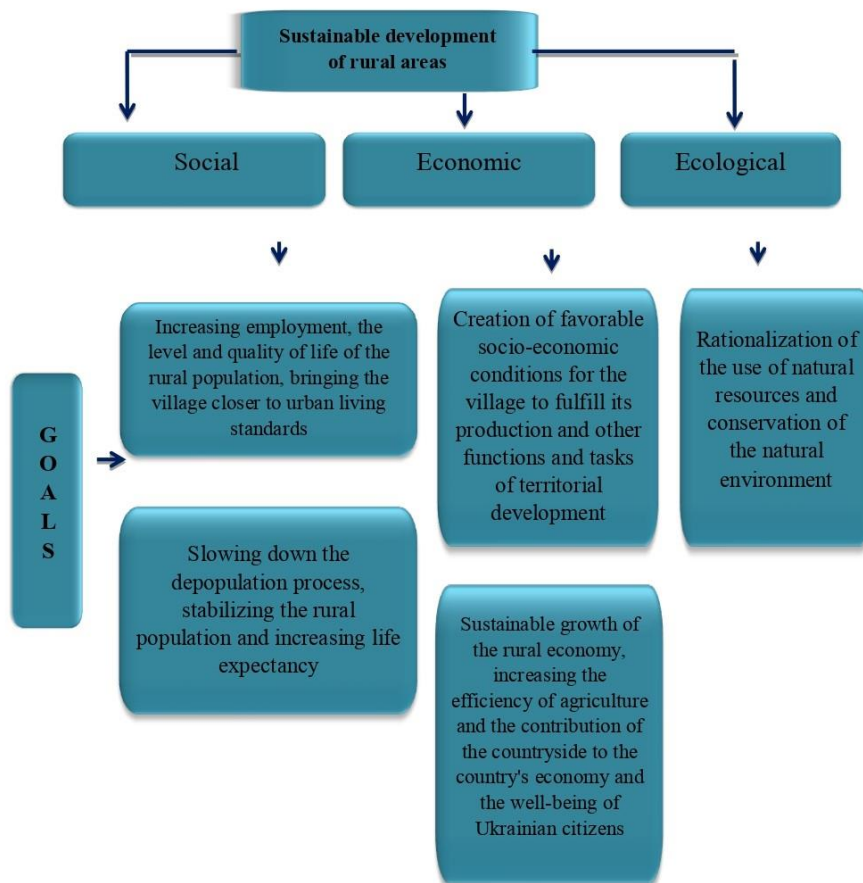 Sustainable development
of rural areas
Social
Economic
Ecological
G
O
A
L
S
Increasing employment, the
level and quality of life of the
rural population, bringing the
village closer to urban living
standards
Slowing down the
depopulation process,
stabilizing the rural
population and increasing life
expectancy
Creation of favorable
socio-economic
conditions for the
village to fulfill its
production and other
functions and tasks
of territorial
development
Sustainable growth of
the rural economy,
increasing the
efficiency of agriculture
and the contribution of
the countryside to the
country's economy and
the well-being of
Ukrainian citizens
Rationalization of
the use of natural
resources and
conservation of
the natural
environment